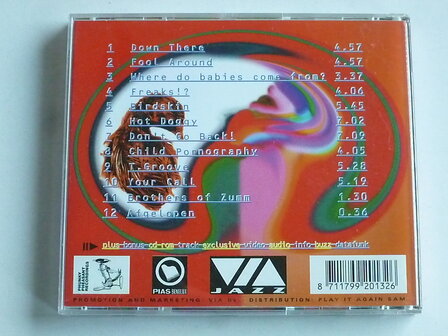 1 Down There 4.57
2 Fool Around 4.57
3 Where do babies come from? 3.37
4 Freaks!? 4.06
5 Birdskin 5.45
6 Hot Doggy 7.02
7 Don't Go Back! 7.09
8 Child Pornography 4.05
9 T.Groove 5.28
10 Your Call 5.19
11 Brothers of Zumm 1.30
12 Afgelopen 0.36
plus bonus cd-rom track exclusive video audio info buzz datafunk
PIAS
VIA
JAZZ
8 711799 201326
PROMOTION AND MARKETING: VIA BV. DISTRIBUTION: PLAY IT AGAIN SAM